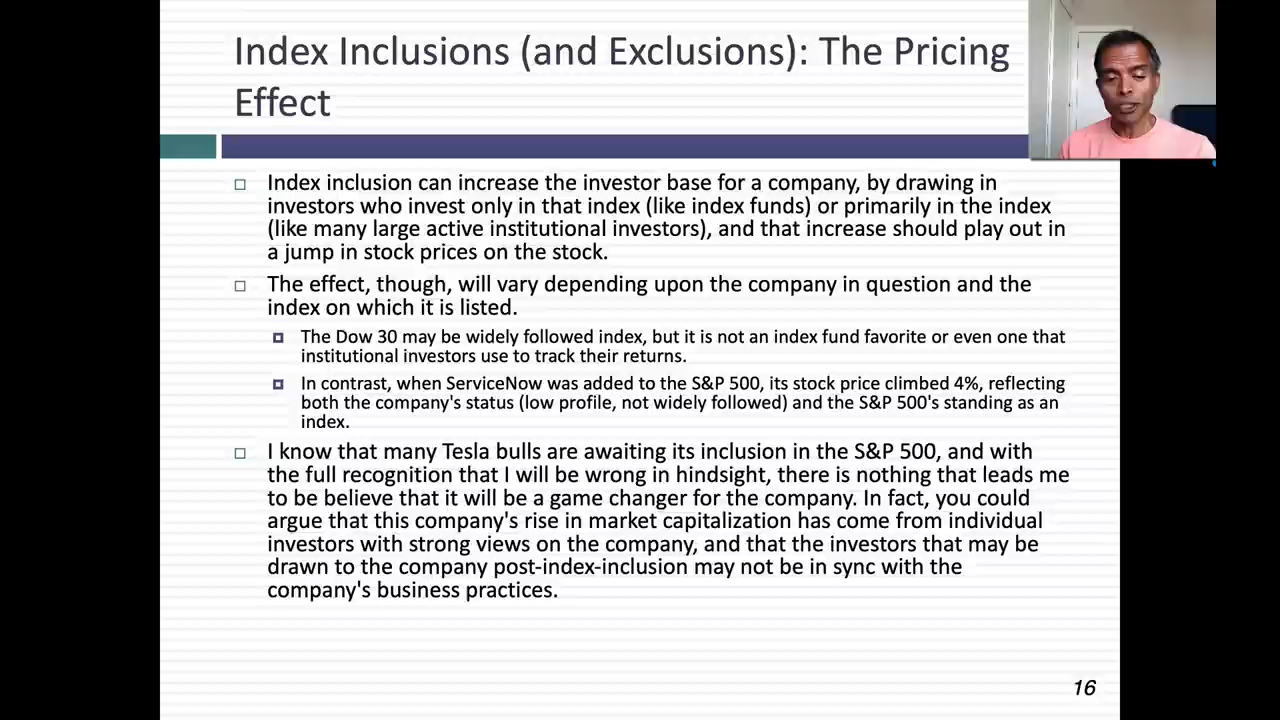 Index Inclusions (and Exclusions): The Pricing
Effect
Index inclusion can increase the investor base for a company, by drawing in
investors who invest only in that index (like index funds) or primarily in the index
(like many large active institutional investors), and that increase should play out in
a jump in stock prices on the stock.
The effect, though, will vary depending upon the company in question and the
index on which it is listed.
The Dow 30 may be widely followed index, but it is not an index fund favorite or even one that
institutional investors use to track their returns.
In contrast, when ServiceNow was added to the S&P 500, its stock price climbed 4%, reflecting
both the company's status (low profile, not widely followed) and the S&P 500's standing as an
index.
I know that many Tesla bulls are awaiting its inclusion in the S&P 500, and with
the full recognition that I will be wrong in hindsight, there is nothing that leads me
to be believe that it will be a game changer for the company. In fact, you could
argue that this company's rise in market capitalization has come from individual
investors with strong views on the company, and that the investors that may be
drawn to the company post-index-inclusion may not be in sync with the
company's business practices.
16